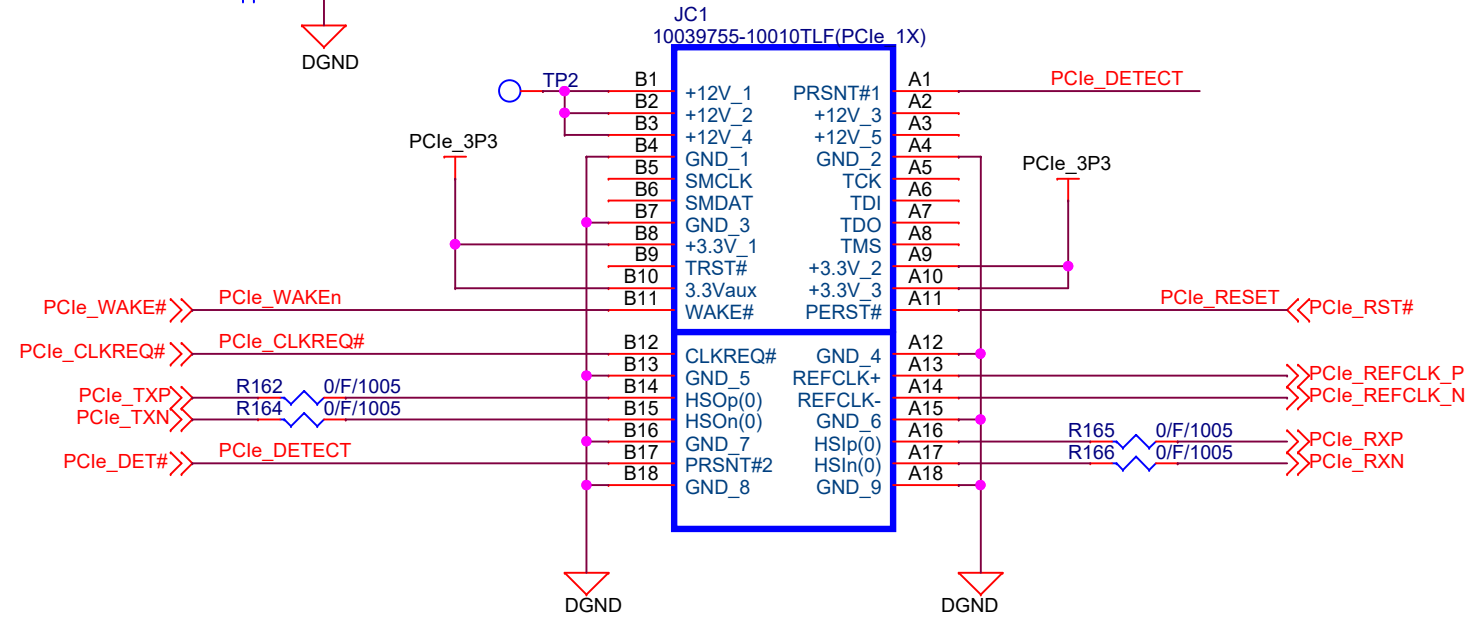 JC1
10039755-10010TLF(PCIe_1X)
DGND
TP2
B1 +12V_1 PRSNT#1 A1 PCIe_DETECT
B2 +12V_2 +12V_3 A2
B3 +12V_4 +12V_5 A3
PCIe_3P3
B4 GND_1 GND_2 A4
PCIe_3P3
B5 SMCLK TCK A5
B6 SMDAT TDI A6
B7 GND_3 TDO A7
B8 +3.3V_1 TMS A8
B9 TRST# +3.3V_2 A9
B10 3.3Vaux +3.3V_3 A10
PCIe_WAKE# PCIe_WAKEn B11 WAKE# PERST# A11 PCIe_RESET PCIe_RST#
PCIe_CLKREQ# PCIe_CLKREQ# B12 CLKREQ# GND_4 A12
B13 GND_5 REFCLK+ A13 PCIe_REFCLK_P
PCIe_TXP R162 0/F/1005 B14 HSOp(0) REFCLK- A14 PCIe_REFCLK_N
PCIe_TXN R164 0/F/1005 B15 HSOn(0) GND_6 A15
B16 GND_7 HSIp(0) A16 R165 0/F/1005 PCIe_RXP
PCIe_DET# PCIe_DETECT B17 PRSNT#2 HSIn(0) A17 R166 0/F/1005 PCIe_RXN
B18 GND_8 GND_9 A18
DGND DGND